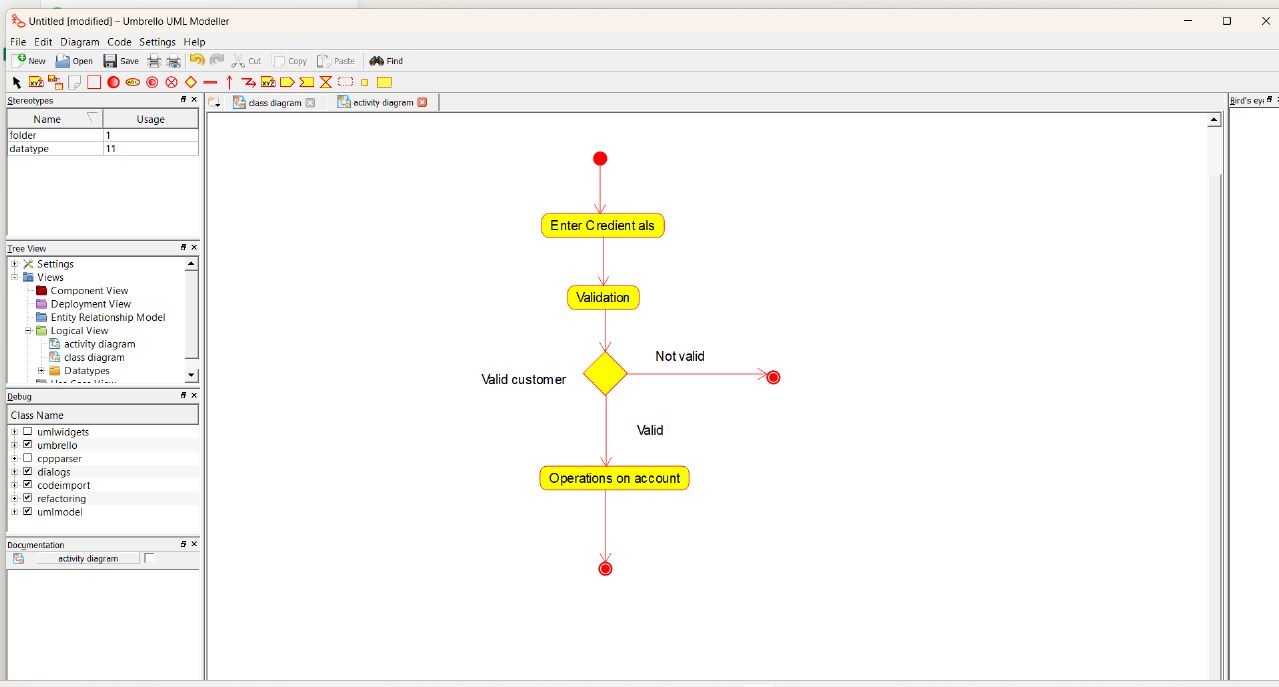 Untitled [modified] – Umbrello UML Modeller
File Edit Diagram Code Settings Help
New Open Save Cut Copy Paste Find
Stereotypes
Name Usage
folder 1
datatype 11
Tree View
Settings
Views
Component View
Deployment View
Entity Relationship Model
Logical View
activity diagram
class diagram
Datatypes
Debug
Class Name
umlwidgets
umbrello
cppparser
dialogs
codeimport
refactoring
umlmodel
Documentation
activity diagram
class diagram activity diagram
Enter Credient als
Validation
Not valid
Valid customer
Valid
Operations on account
Bird's eye